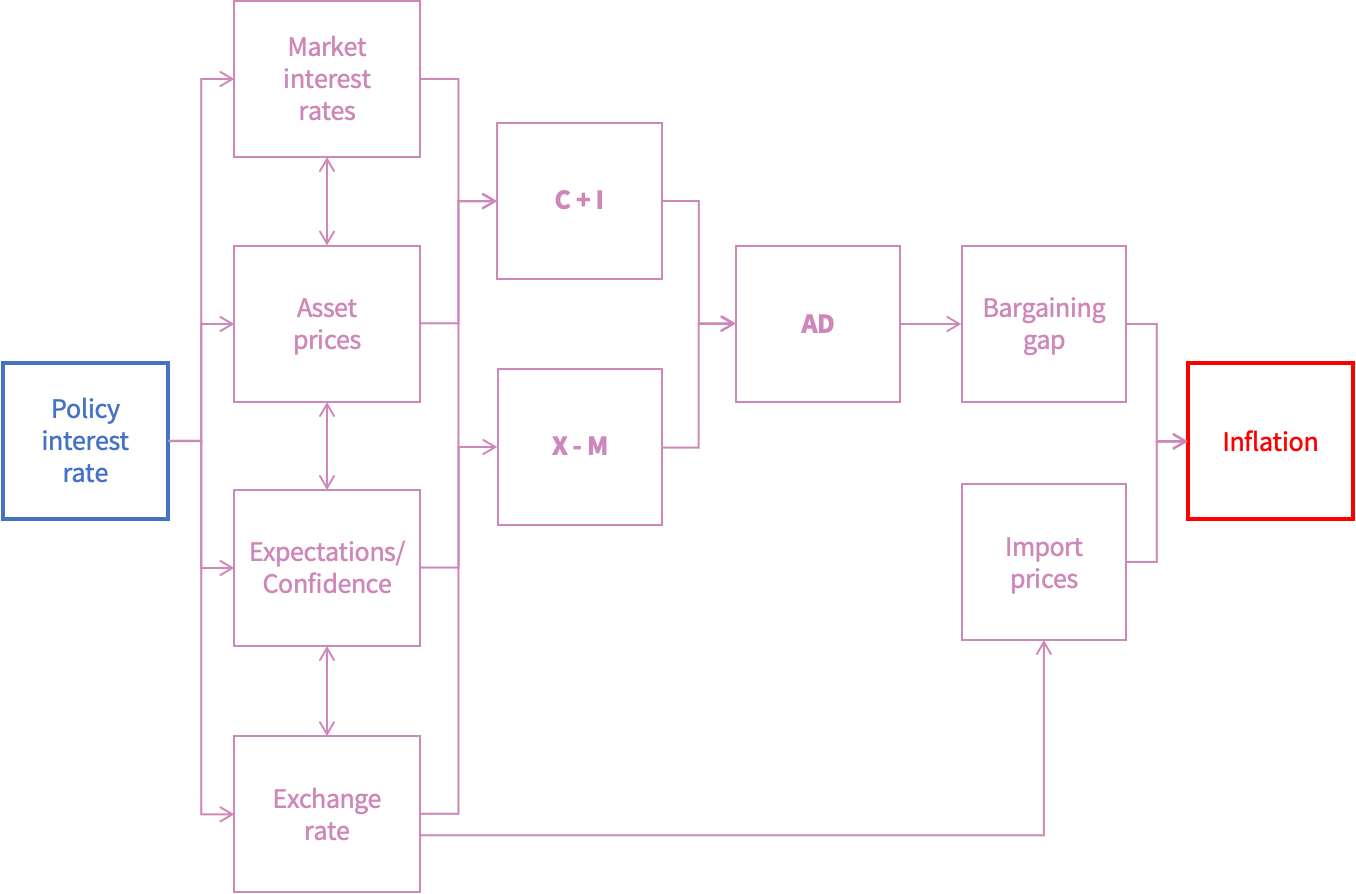 Market
interest
rates
C + I
Asset
prices
AD
Bargaining
gap
Policy
interest
rate
X - M
Inflation
Expectations/
Confidence
Import
prices
Exchange
rate